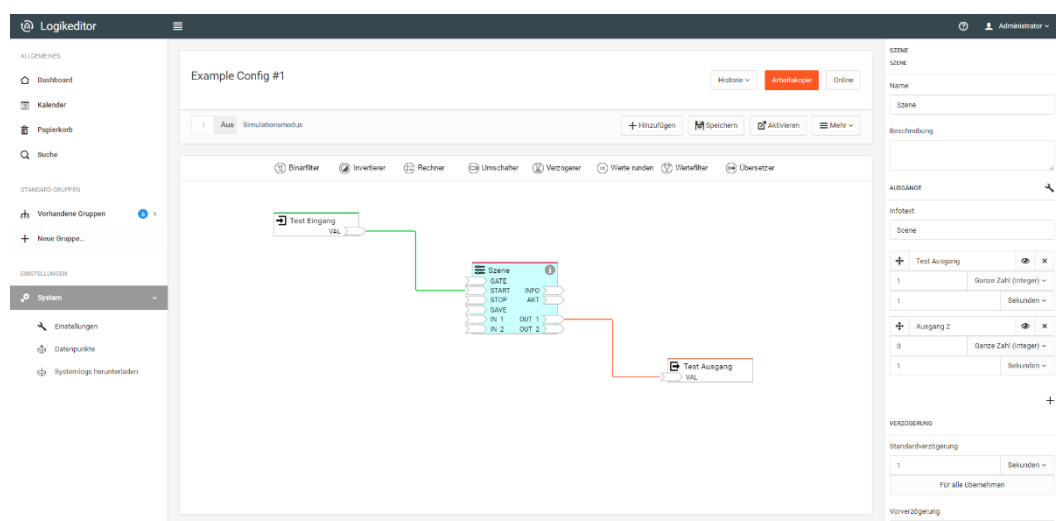 Logikeditor
Administrator
ALLGEMEINES
Dashboard
Kalender
Papierkorb
Suche
STANDARD GRUPPEN
Vorhandene Gruppen 6
Neue Gruppe...
EINSTELLUNGEN
System
Einstellungen
Datenpunkte
Systemlogs herunterladen
Example Config #1
Historie
Arbeitskopie
Online
Aus Simulationsmodus
Hinzufügen
Speichern
Aktivieren
Mehr
Binärfilter
Invertierer
Rechner
Umschalter
Verzögerer
Werte runden
Wertefilter
Übersetzer
Test Eingang
VAL
Szene
GATE
START INFO
STOP AKT
SAVE
IN 1 OUT 1
IN 2 OUT 2
Test Ausgang
VAL
SZENE
SZENE
Name
Szene
Beschreibung
AUSGÄNGE
Infotext
Scene
Test Ausgang
1 Ganze Zahl (Integer)
1 Sekunden
Ausgang 2
0 Ganze Zahl (Integer)
1 Sekunden
VERZÖGERUNG
Standardverzögerung
1 Sekunden
Für alle übernehmen
Vorverzögerung